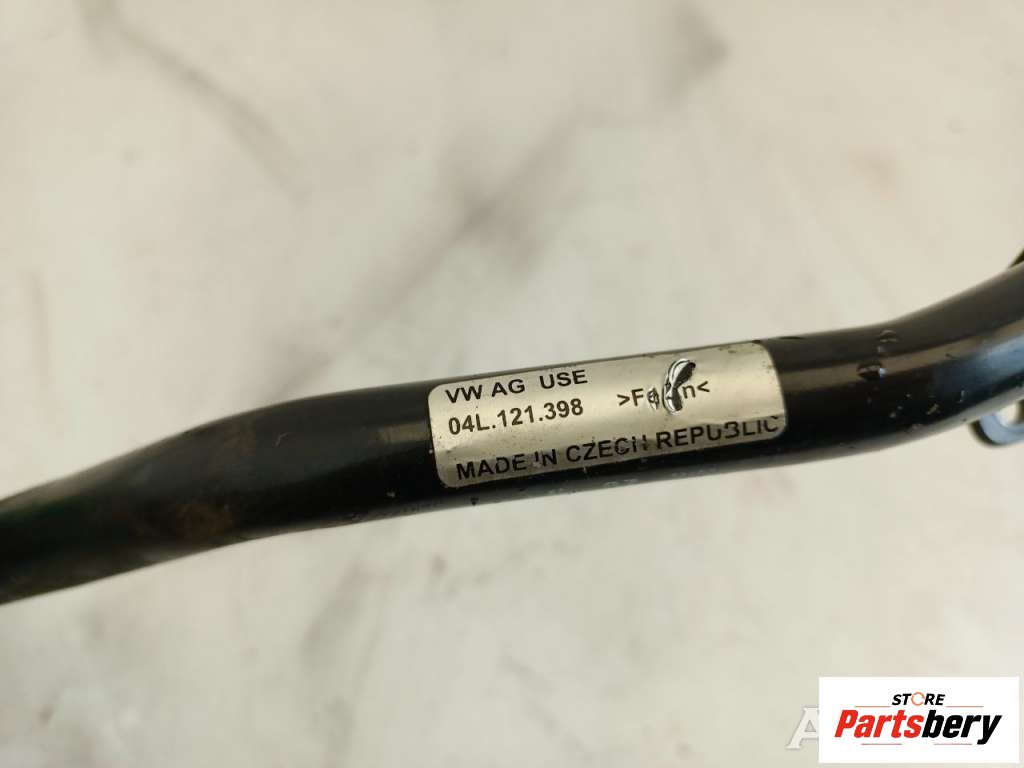 VW AG USE
04L.121.398
MADE IN CZECH REPUBLIC
STORE
Partsbery